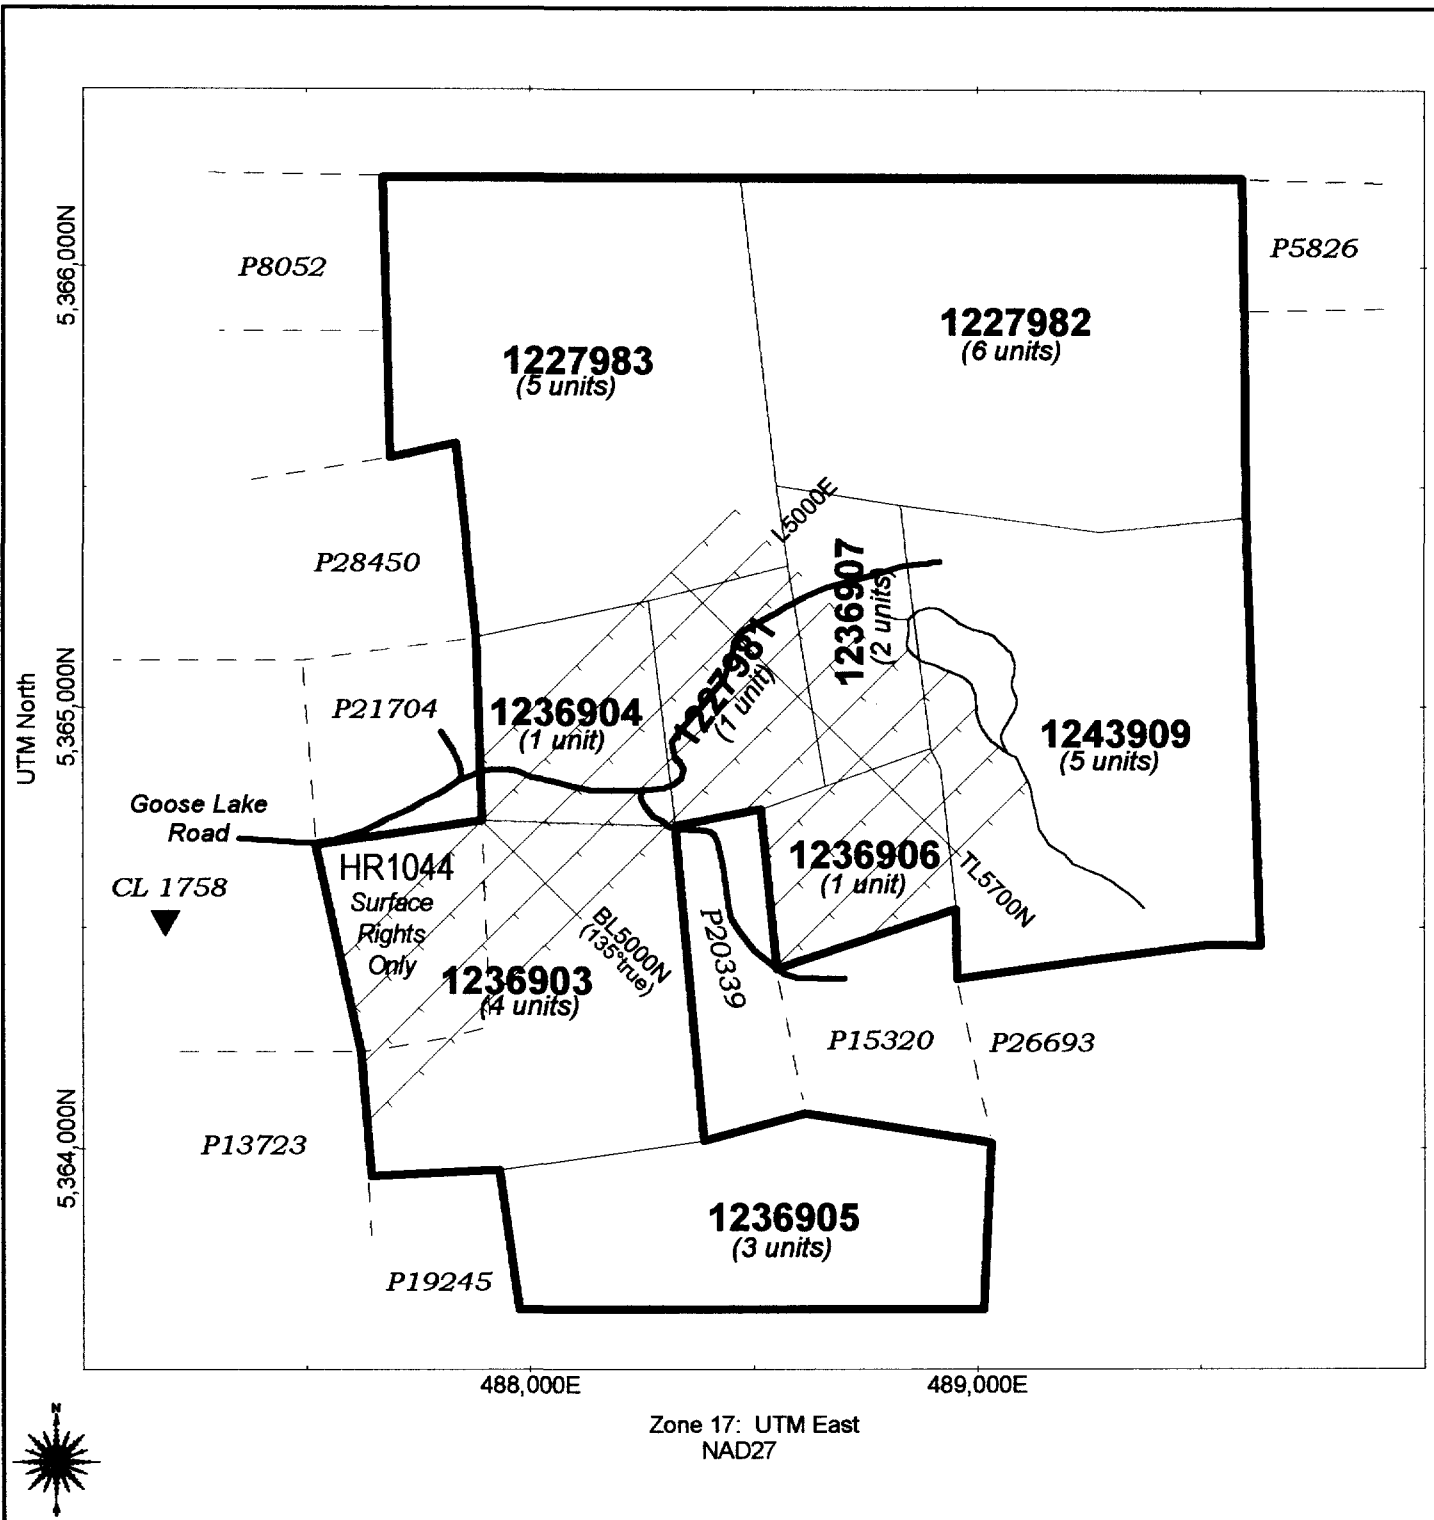 P8052
P5826
5,366,000N
1227982
(6 units)
1227983
(5 units)
L5000E
P28450
1236907
(2 units)
1227981
(1 unit)
UTM North
5,365,000N
P21704
1236904
(1 unit)
1243909
(5 units)
Goose Lake
Road
HR1044
Surface
Rights
Only
1236906
(1 unit)
TL5700N
CL 1758
BL5000N
(135°true)
P20339
1236903
(4 units)
P15320
P26693
5,364,000N
P13723
1236905
(3 units)
P19245
488,000E
489,000E
Zone 17: UTM East
NAD27
N